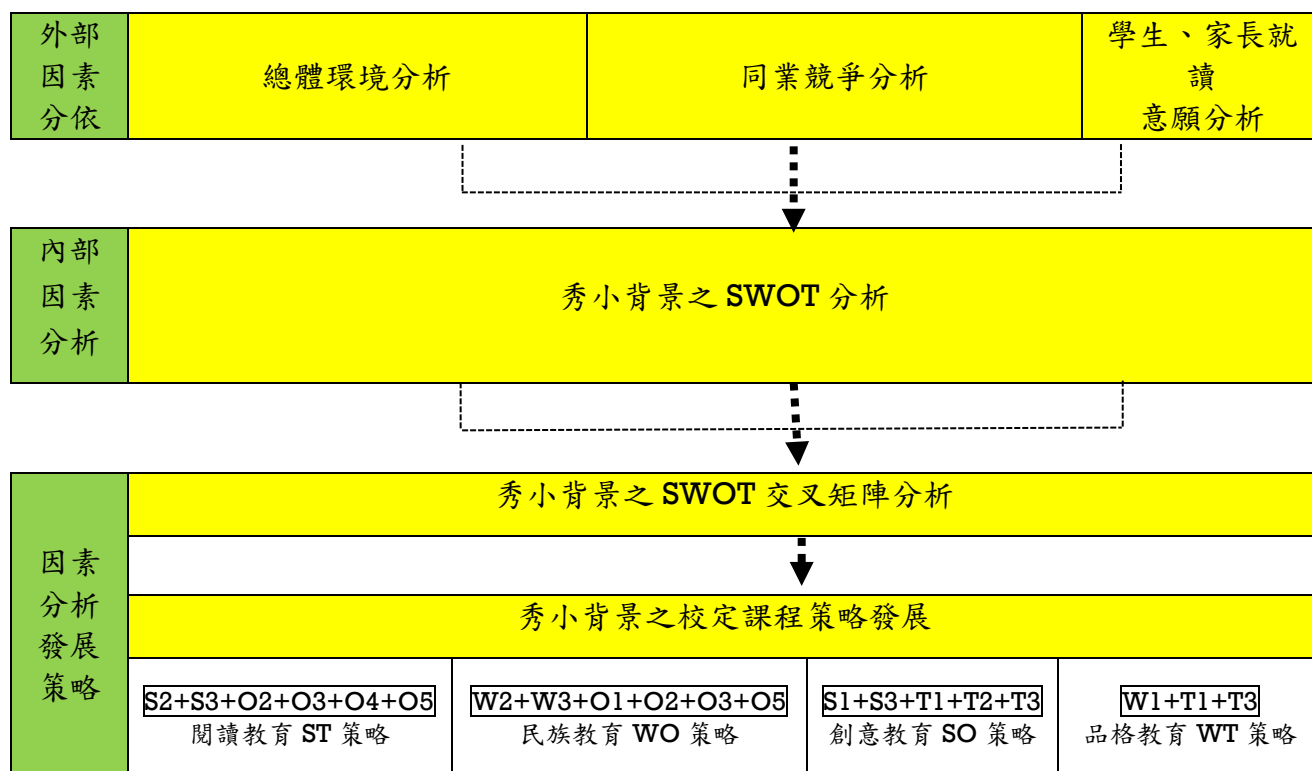 外部
因素
分依
總體環境分析
同業競爭分析
學生、家長就
讀
意願分析
內部
因素
分析
秀小背景之 SWOT 分析
因素
分析
發展
策略
秀小背景之 SWOT 交叉矩陣分析
秀小背景之校定課程策略發展
S2+S3+O2+O3+O4+O5
閱讀教育 ST 策略
W2+W3+O1+O2+O3+O5
民族教育 WO 策略
S1+S3+T1+T2+T3
創意教育 SO 策略
W1+T1+T3
品格教育 WT 策略